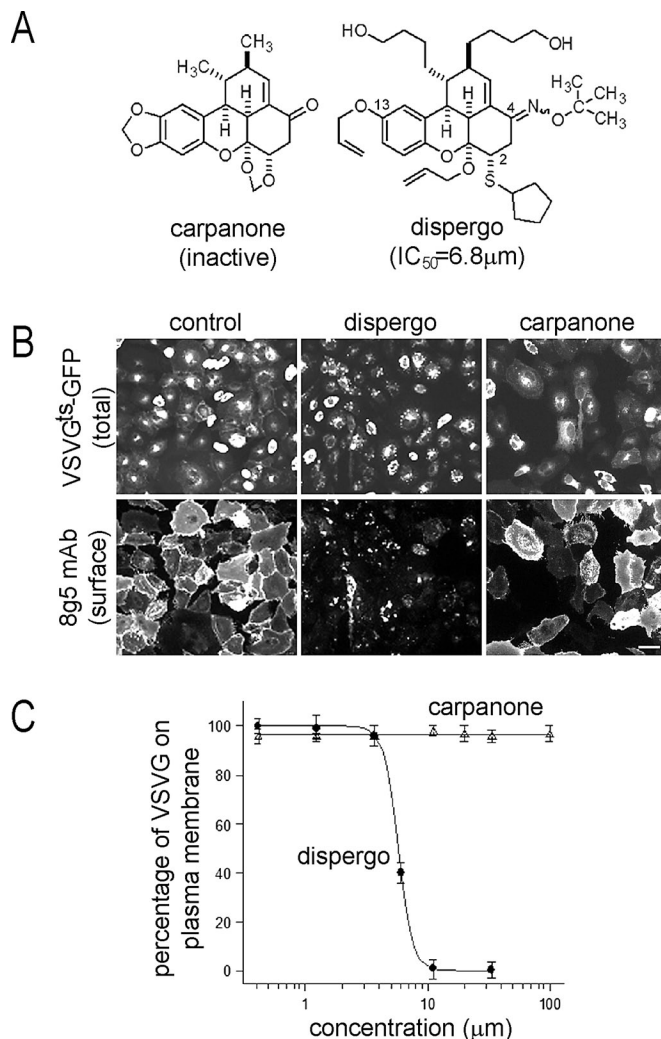 A
CH₃
H₃C
H
H
O
O
O
O
O
O
carpanone
(inactive)
HO
OH
13
O
H
H
4
N
O
CH₃
CH₃
CH₃
2
O
O
S
dispergo
(IC₅₀=6.8μm)
B
control
dispergo
carpanone
VSVGᵗˢ-GFP
(total)
8g5 mAb
(surface)
C
percentage of VSVG on
plasma membrane
100
80
60
40
20
0
carpanone
dispergo
1
10
100
concentration (μm)